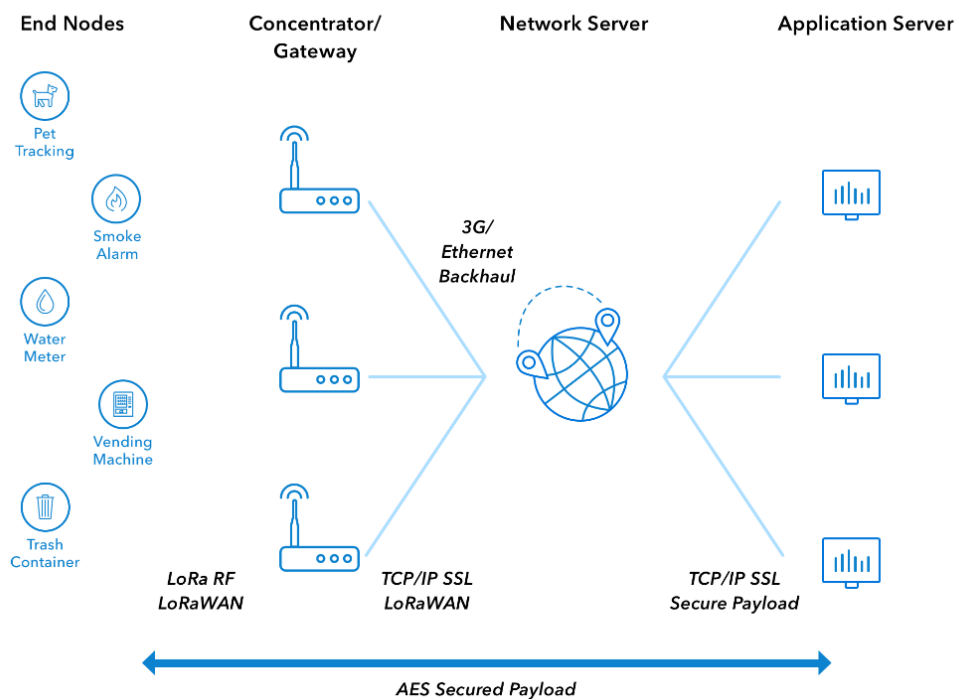 End Nodes
Concentrator/
Gateway
Network Server
Application Server
Pet
Tracking
Smoke
Alarm
Water
Meter
Vending
Machine
Trash
Container
3G/
Ethernet
Backhaul
LoRa RF
LoRaWAN
TCP/IP SSL
LoRaWAN
TCP/IP SSL
Secure Payload
AES Secured Payload